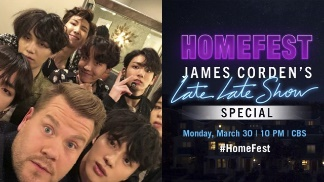 HOMEFEST
JAMES CORDEN'S
Late Late Show
SPECIAL
Monday, March 30 | 10 PM | CBS
#HomeFest